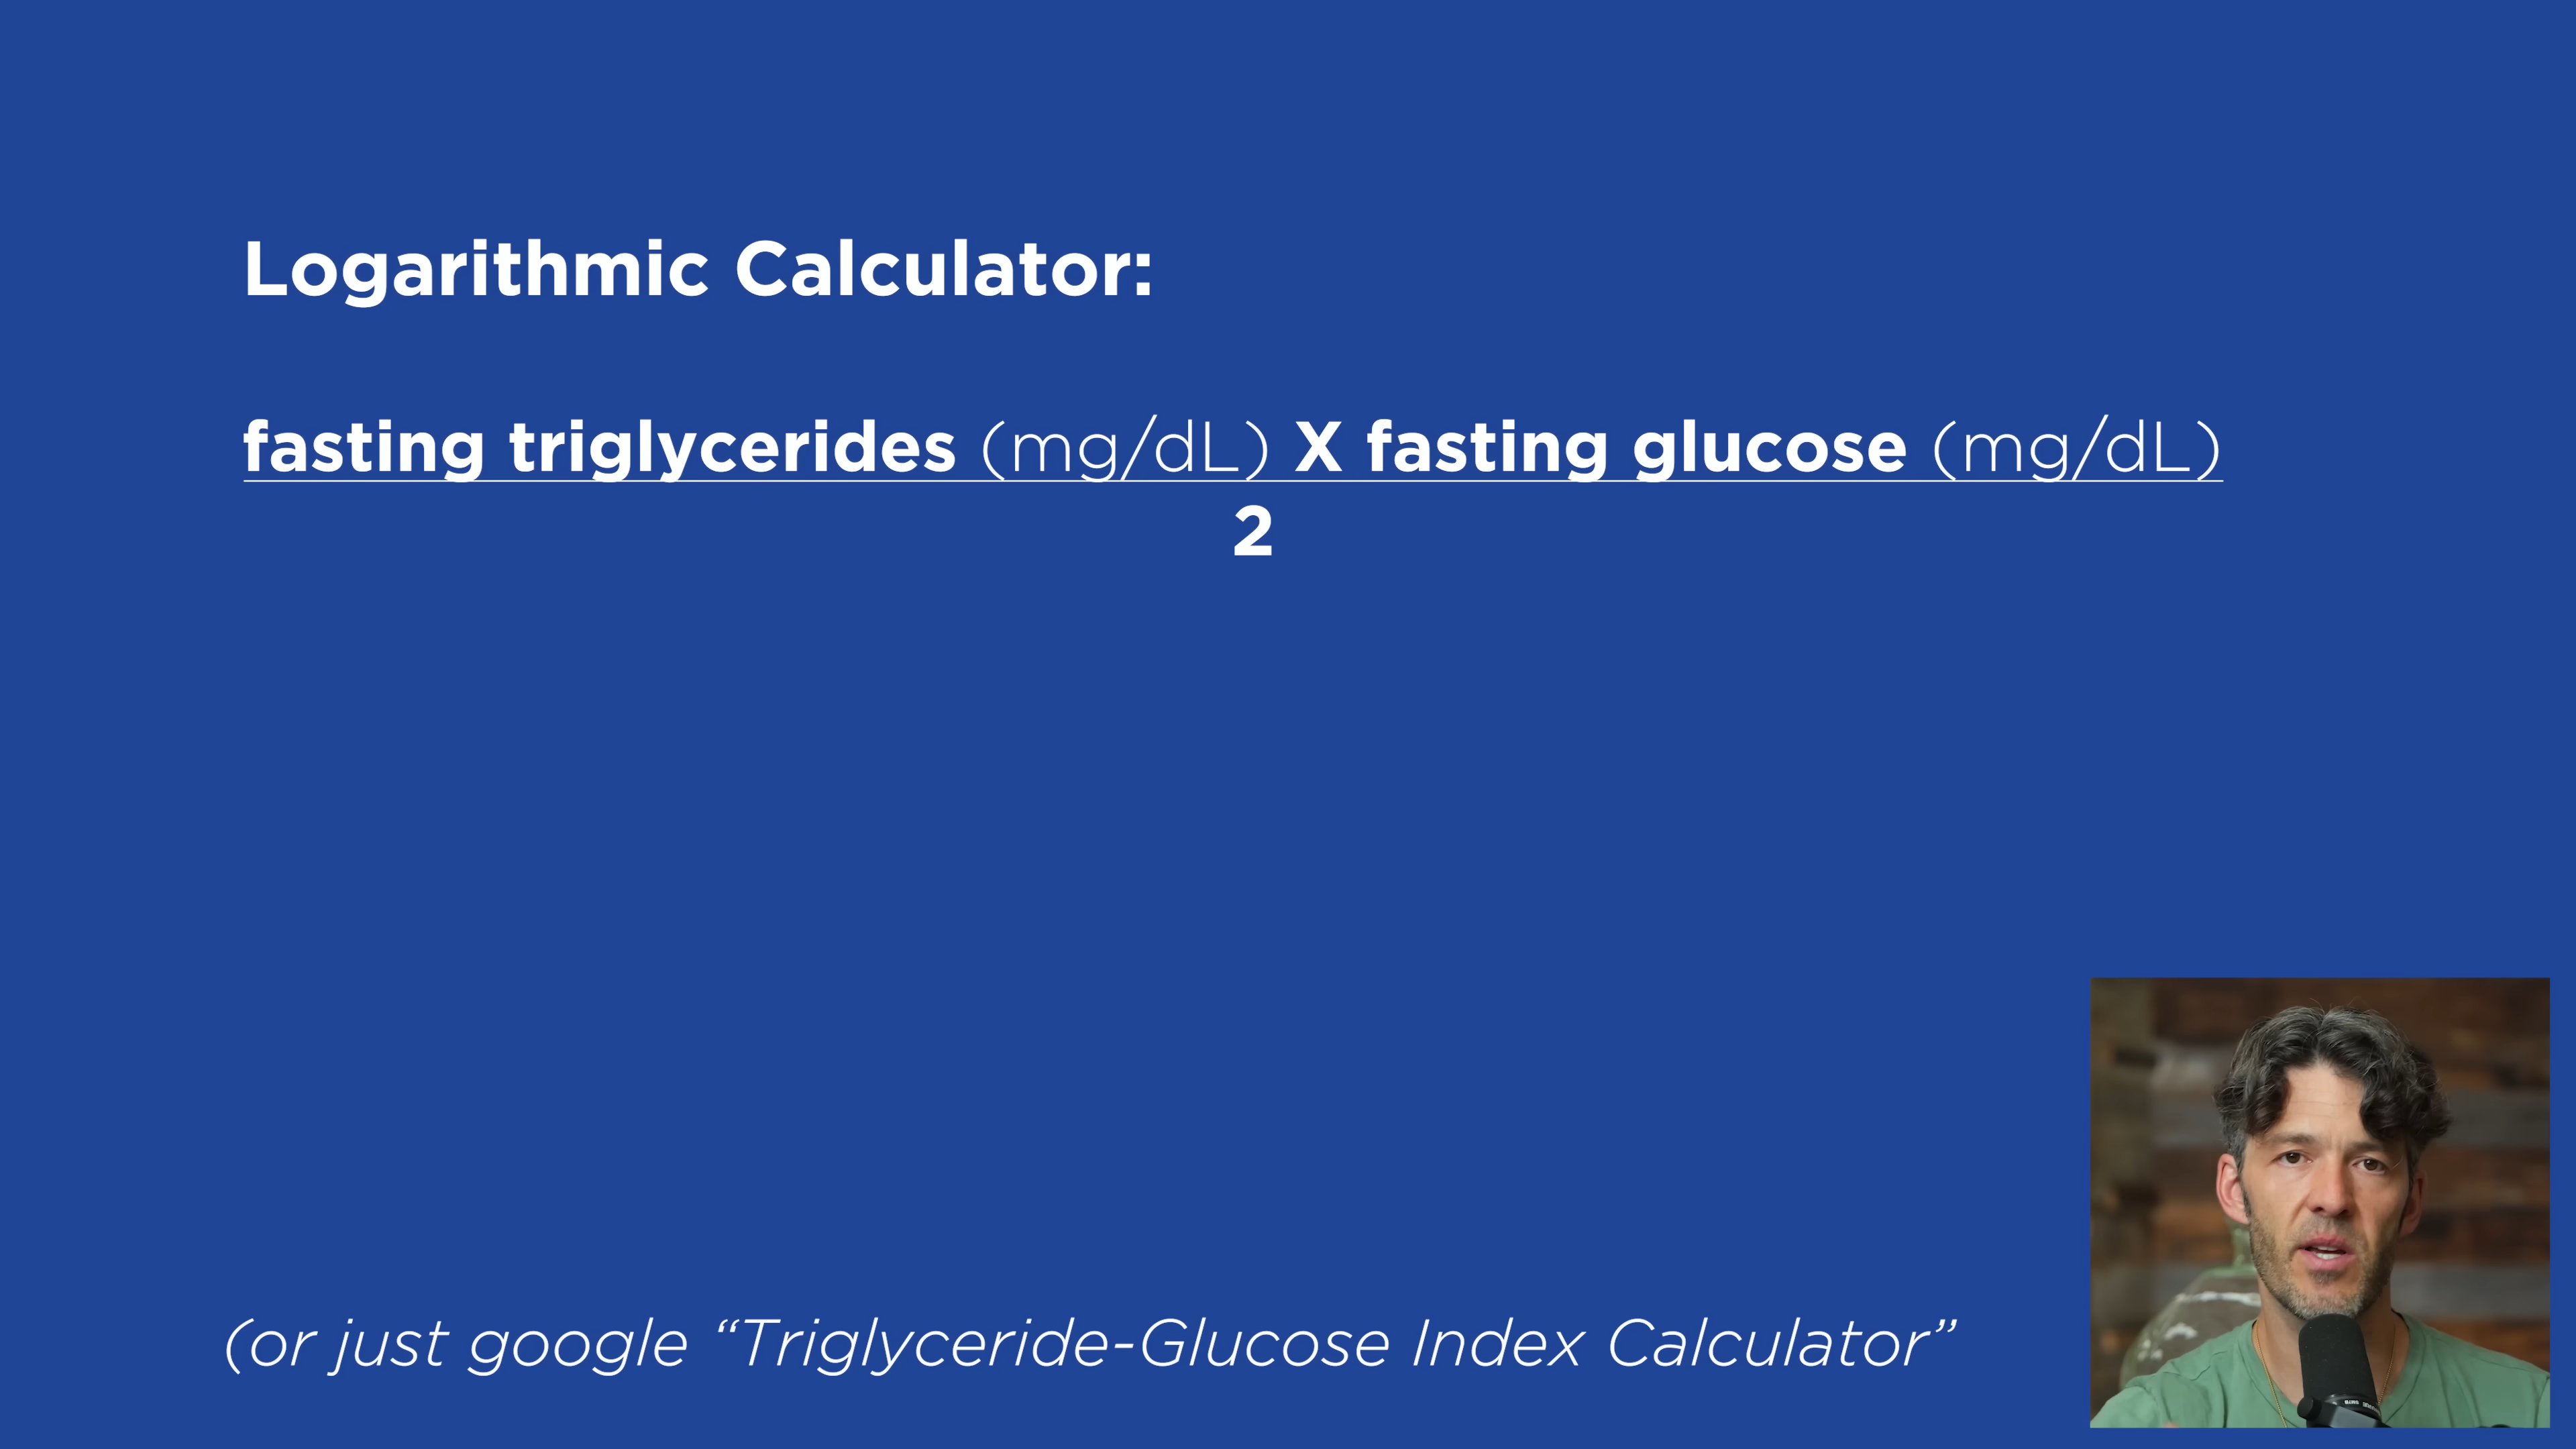 Logarithmic Calculator:
fasting triglycerides (mg/dL) X fasting glucose (mg/dL)
2
(or just google “Triglyceride-Glucose Index Calculator”